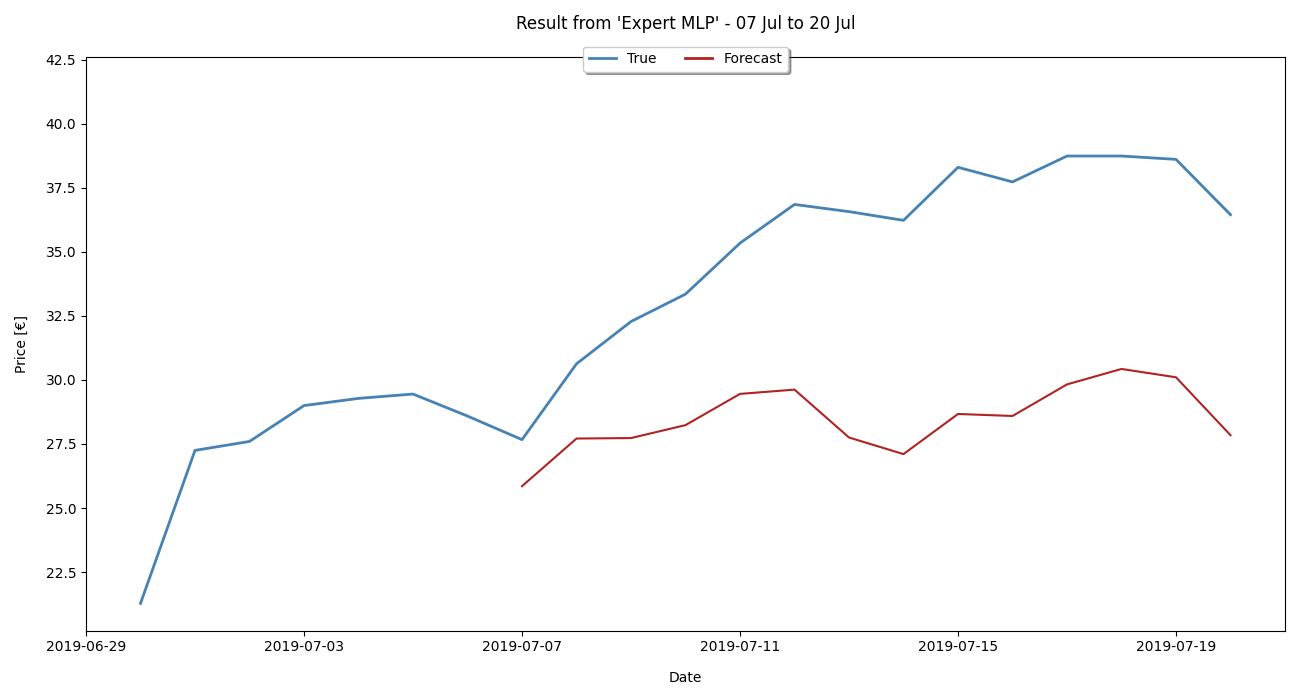 Result from 'Expert MLP' - 07 Jul to 20 Jul
True Forecast
42.5
40.0
37.5
35.0
32.5
30.0
27.5
25.0
22.5
Price [€]
2019-06-29 2019-07-03 2019-07-07 2019-07-11 2019-07-15 2019-07-19
Date